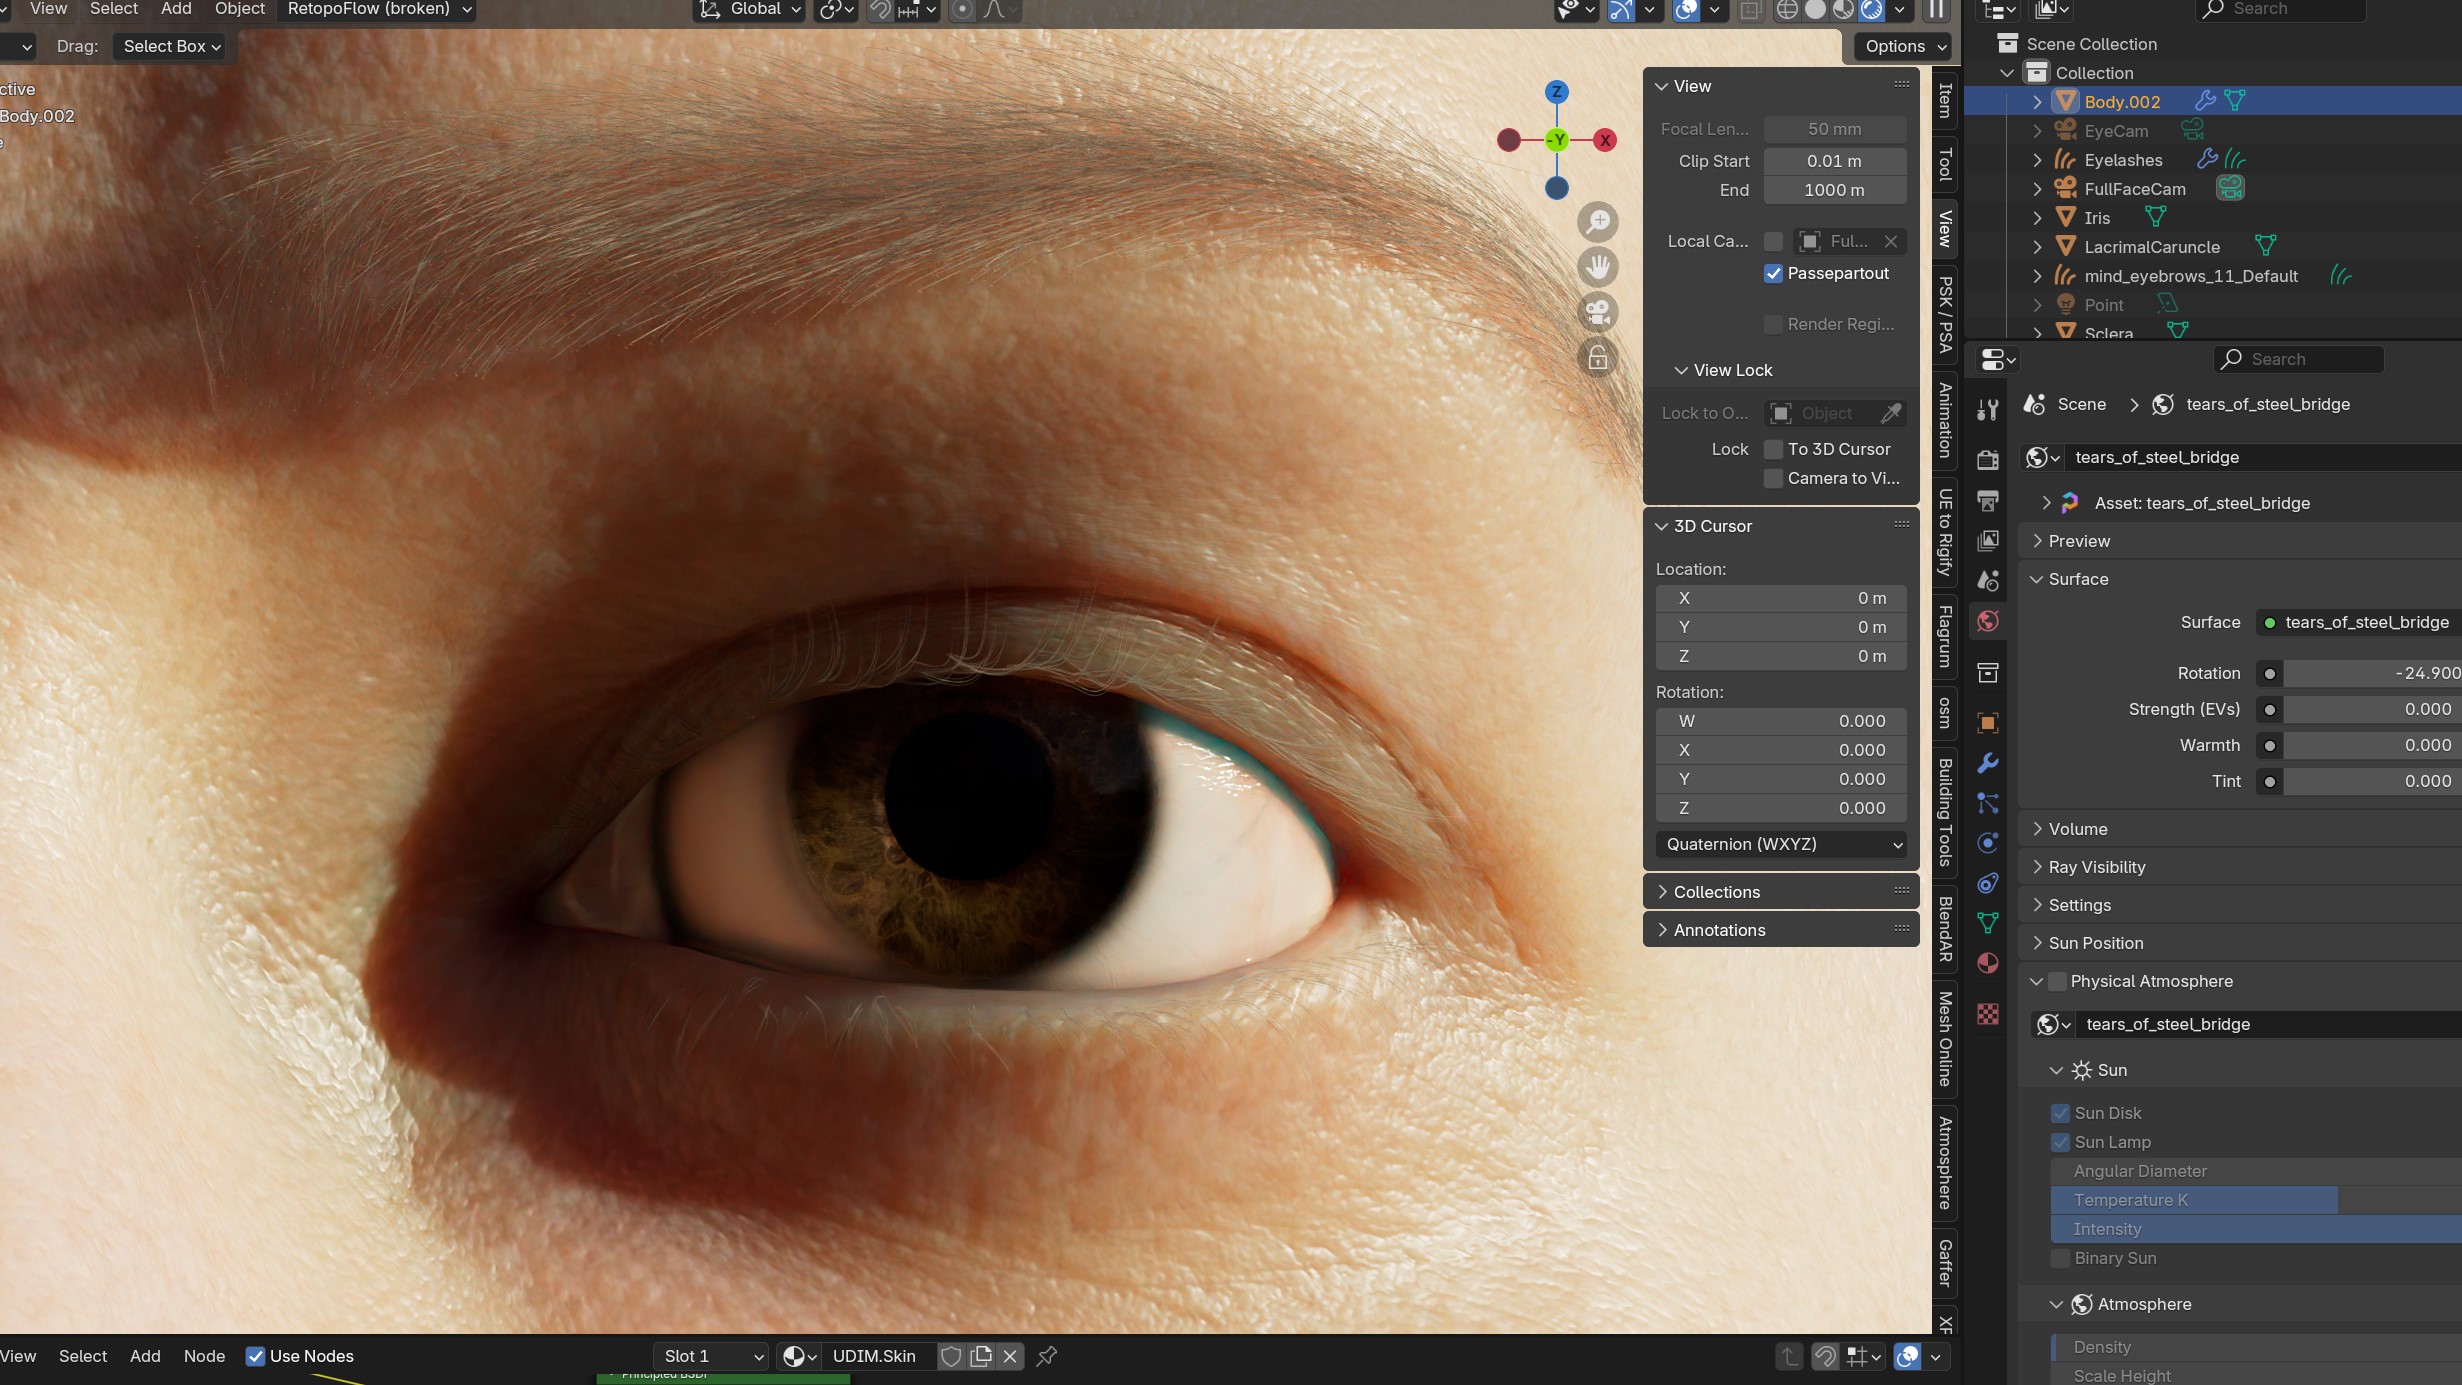 View Select Add Object RetopoFlow (broken) Global
Drag: Select Box Options
ctive
Body.002
e
Z
-Y X
View
Focal Len... 50 mm
Clip Start 0.01 m
End 1000 m
Local Ca... Ful...
Passepartout
Render Regi...
View Lock
Lock to O... Object
Lock To 3D Cursor
Camera to Vi...
3D Cursor
Location:
X 0 m
Y 0 m
Z 0 m
Rotation:
W 0.000
X 0.000
Y 0.000
Z 0.000
Quaternion (WXYZ)
Collections
Annotations
Item
Tool
View
PSK / PSA
Animation
UE to Rigify
Flagrum
osm
Building Tools
BlendAR
Mesh Online
Atmosphere
Gaffer
XF
Search
Scene Collection
Collection
Body.002
EyeCam
Eyelashes
FullFaceCam
Iris
LacrimalCaruncle
mind_eyebrows_11_Default
Point
Sclera
Search
Scene > tears_of_steel_bridge
tears_of_steel_bridge
Asset: tears_of_steel_bridge
Preview
Surface
Surface tears_of_steel_bridge
Rotation -24.900
Strength (EVs) 0.000
Warmth 0.000
Tint 0.000
Volume
Ray Visibility
Settings
Sun Position
Physical Atmosphere
tears_of_steel_bridge
Sun
Sun Disk
Sun Lamp
Angular Diameter
Temperature K
Intensity
Binary Sun
Atmosphere
Density
Scale Height
View Select Add Node Use Nodes Slot 1 UDIM.Skin
Principled BSDF